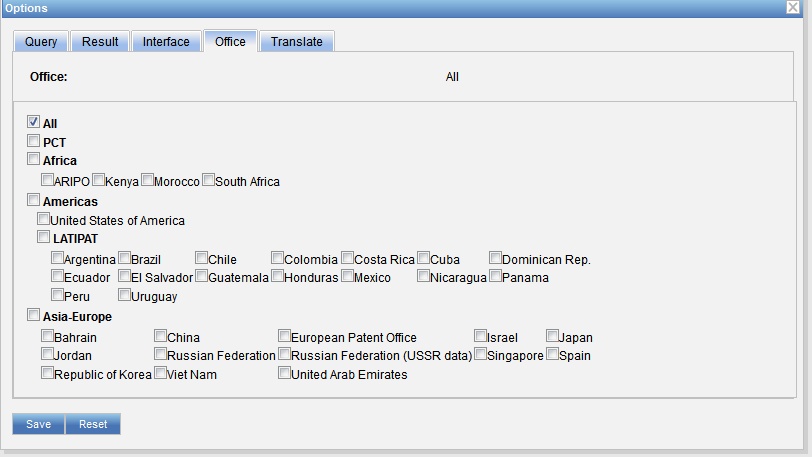 Options
Query Result Interface Office Translate
Office: All
All
PCT
Africa
ARIPO Kenya Morocco South Africa
Americas
United States of America
LATIPAT
Argentina Brazil Chile Colombia Costa Rica Cuba Dominican Rep.
Ecuador El Salvador Guatemala Honduras Mexico Nicaragua Panama
Peru Uruguay
Asia-Europe
Bahrain China European Patent Office Israel Japan
Jordan Russian Federation Russian Federation (USSR data) Singapore Spain
Republic of Korea Viet Nam United Arab Emirates
Save Reset